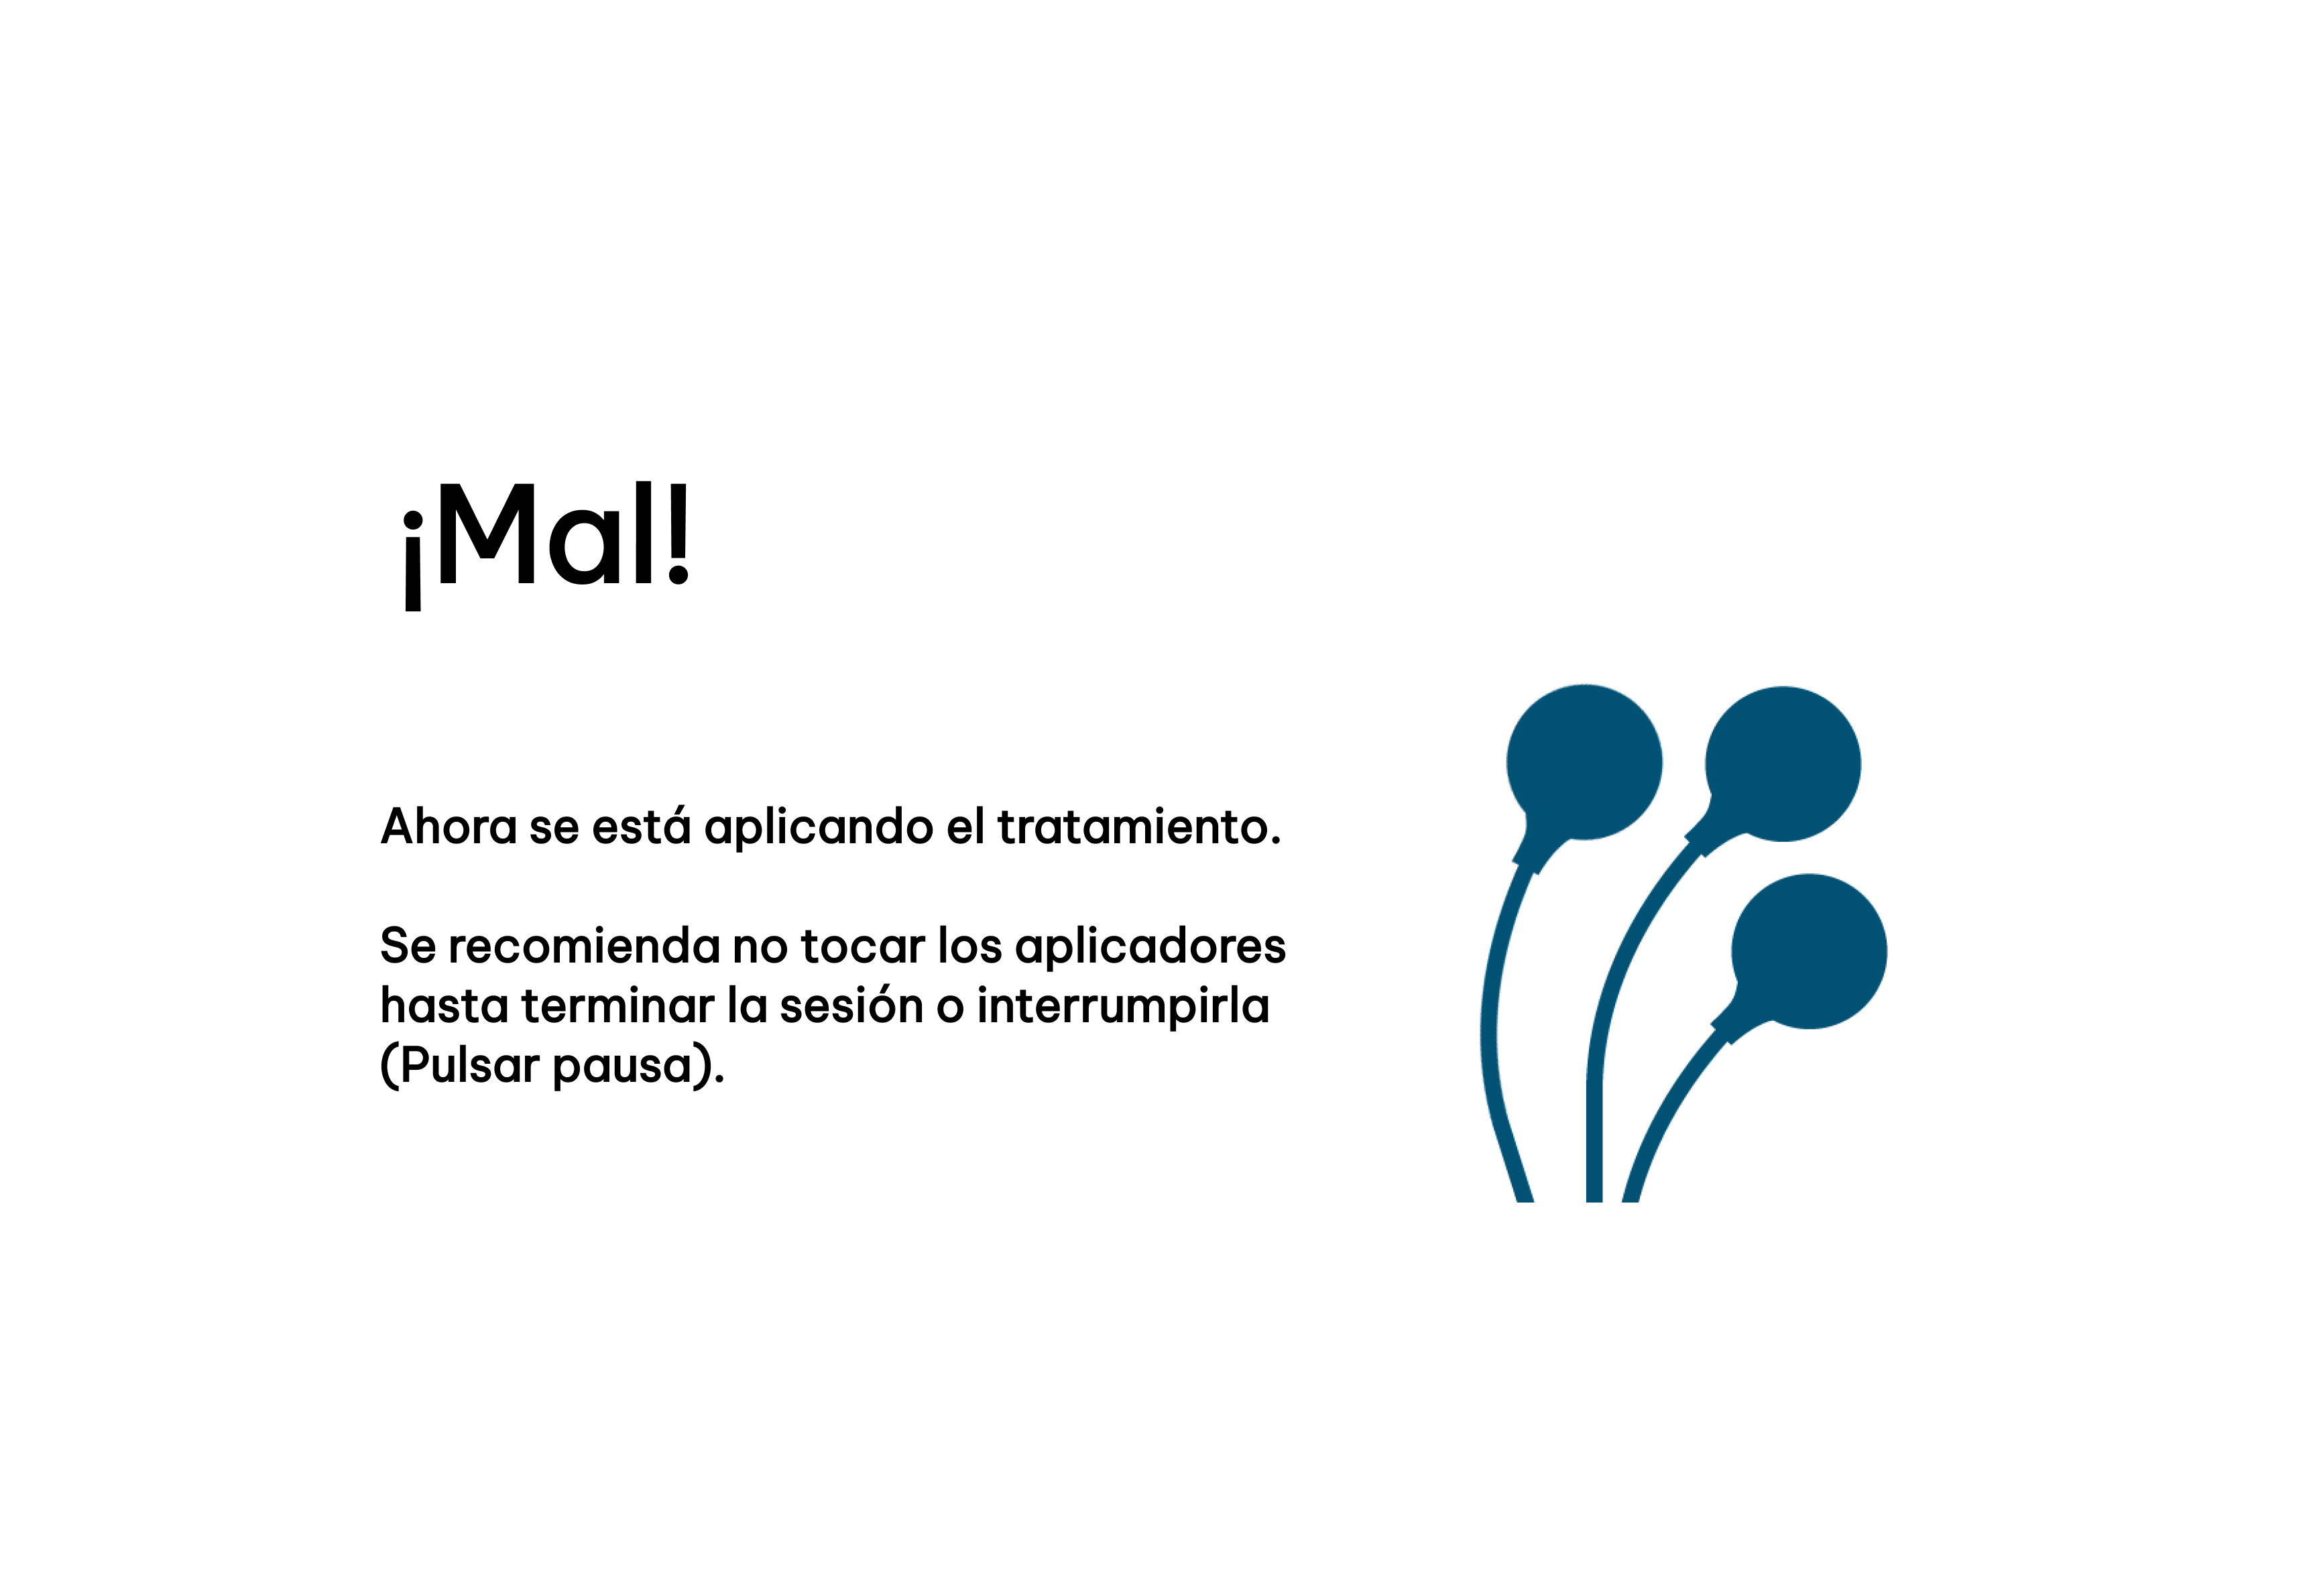 ¡Mal!
Ahora se está aplicando el tratamiento.
Se recomienda no tocar los aplicadores
hasta terminar la sesión o interrumpirla
(Pulsar pausa).